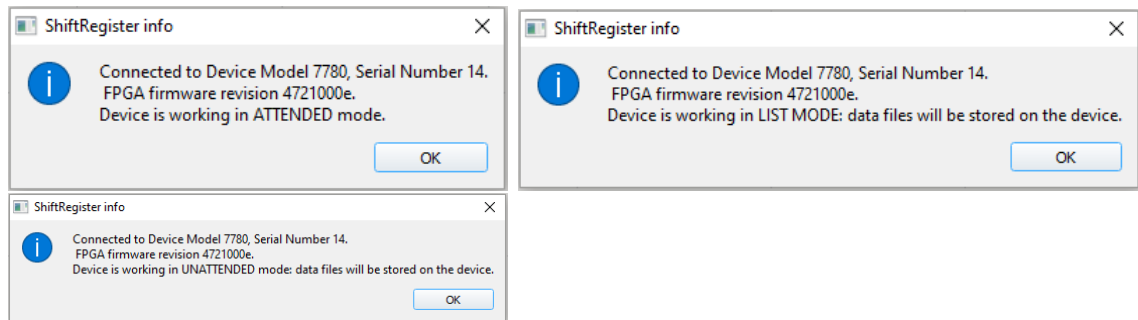 ShiftRegister info
Connected to Device Model 7780, Serial Number 14.
FPGA firmware revision 4721000e.
Device is working in ATTENDED mode.
OK
ShiftRegister info
Connected to Device Model 7780, Serial Number 14.
FPGA firmware revision 4721000e.
Device is working in LIST MODE: data files will be stored on the device.
OK
ShiftRegister info
Connected to Device Model 7780, Serial Number 14.
FPGA firmware revision 4721000e.
Device is working in UNATTENDED mode: data files will be stored on the device.
OK